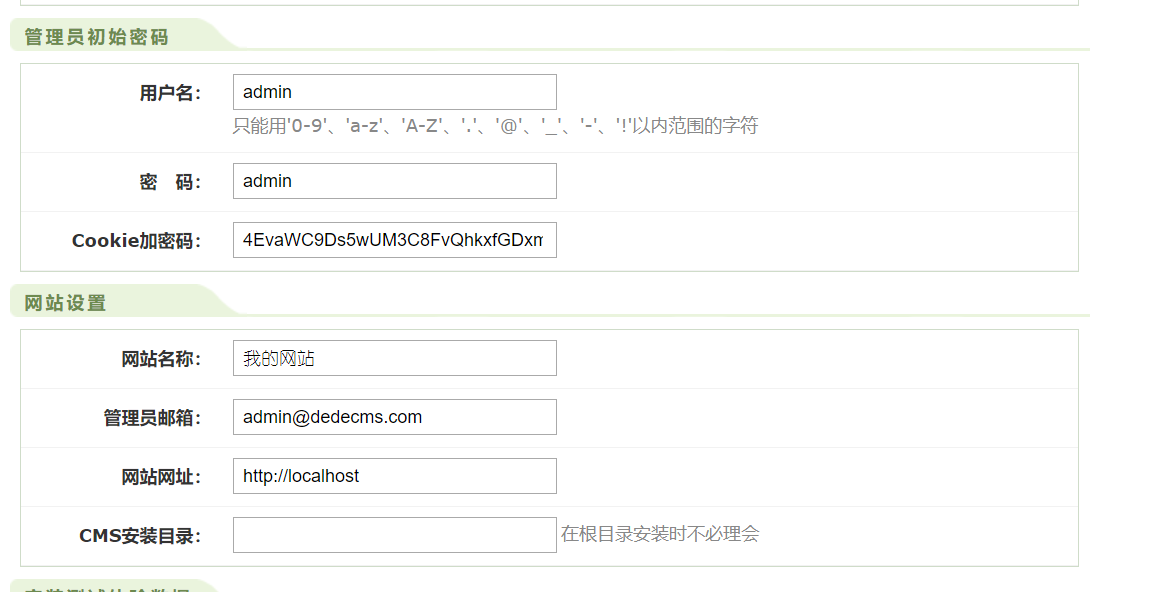 管理员初始密码
用户名: admin
只能用'0-9'、'a-z'、'A-Z'、'.'、'@'、'_'、'-'、'!'以内范围的字符
密 码: admin
Cookie加密码: 4EvaWC9Ds5wUM3C8FvQhkxfGDxm
网站设置
网站名称: 我的网站
管理员邮箱: admin@dedecms.com
网站网址: http://localhost
CMS安装目录: 在根目录安装时不必理会